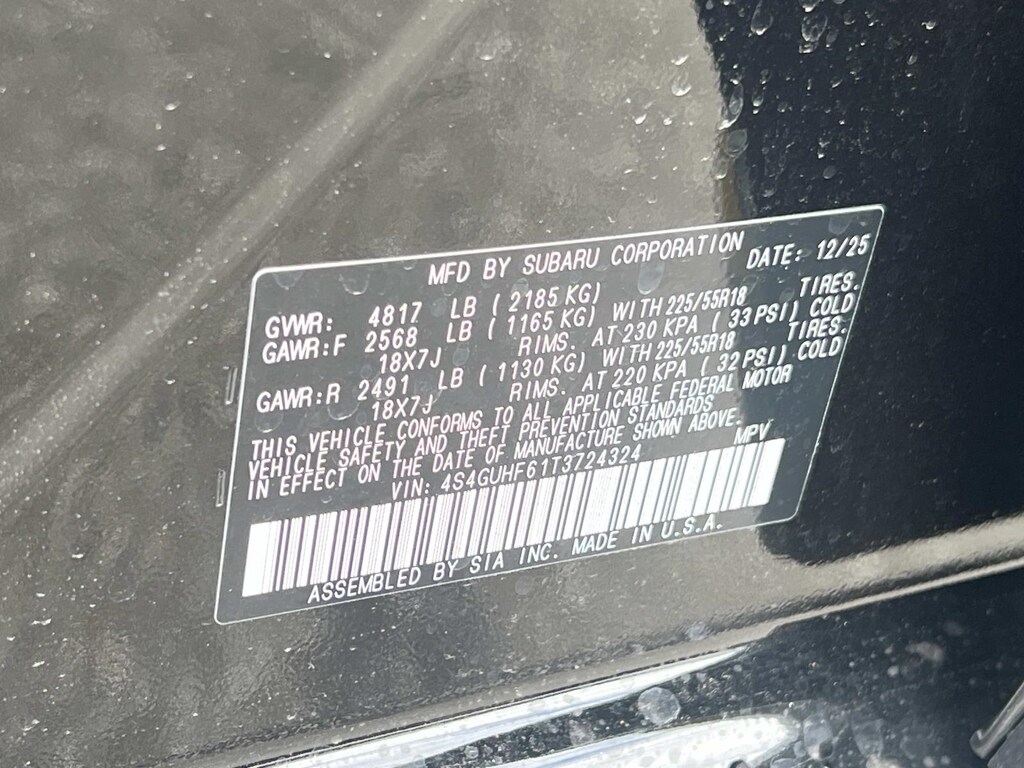 MFD BY SUBARU CORPORATION DATE: 12/25
GVWR: 4817 LB ( 2185 KG)
GAWR:F 2568 LB ( 1165 KG) WITH 225/55R18 TIRES.
18X7J RIMS. AT 230 KPA ( 33 PSI) COLD
GAWR:R 2491 LB ( 1130 KG) WITH 225/55R18 TIRES.
18X7J RIMS. AT 220 KPA ( 32 PSI) COLD
THIS VEHICLE CONFORMS TO ALL APPLICABLE FEDERAL MOTOR
VEHICLE SAFETY AND THEFT PREVENTION STANDARDS
IN EFFECT ON THE DATE OF MANUFACTURE SHOWN ABOVE.
VIN: 4S4GUHF61T3724324 MPV
ASSEMBLED BY SIA INC. MADE IN U.S.A.